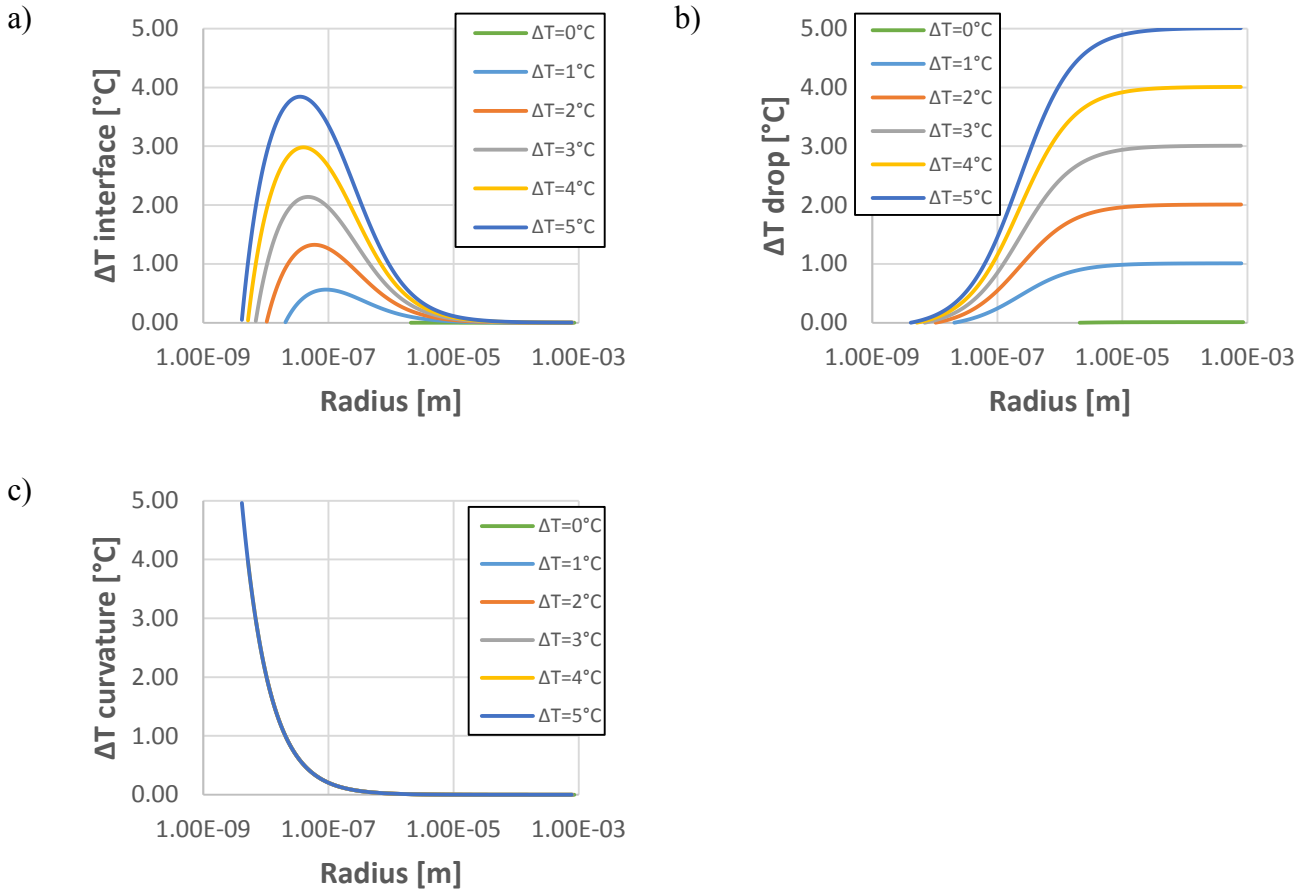 a)
5.00
4.00
3.00
2.00
1.00
0.00
ΔT interface [°C]
1.00E-09 1.00E-07 1.00E-05 1.00E-03
Radius [m]
ΔT=0°C
ΔT=1°C
ΔT=2°C
ΔT=3°C
ΔT=4°C
ΔT=5°C
b)
5.00
4.00
3.00
2.00
1.00
0.00
ΔT drop [°C]
1.00E-09 1.00E-07 1.00E-05 1.00E-03
Radius [m]
ΔT=0°C
ΔT=1°C
ΔT=2°C
ΔT=3°C
ΔT=4°C
ΔT=5°C
c)
5.00
4.00
3.00
2.00
1.00
0.00
ΔT curvature [°C]
1.00E-09 1.00E-07 1.00E-05 1.00E-03
Radius [m]
ΔT=0°C
ΔT=1°C
ΔT=2°C
ΔT=3°C
ΔT=4°C
ΔT=5°C